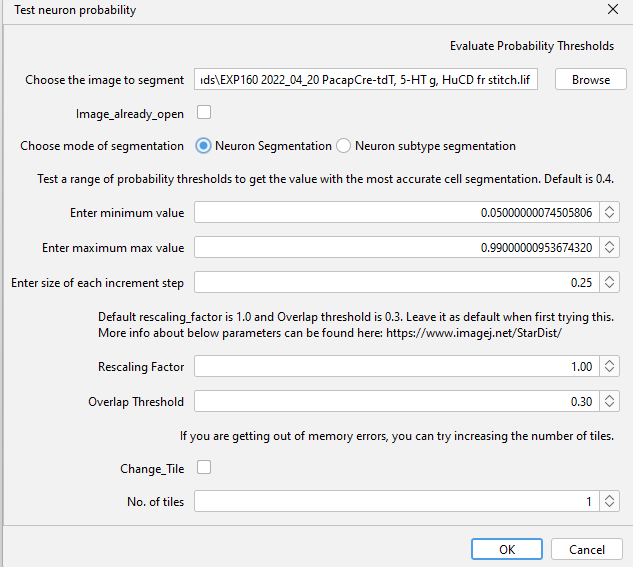 Test neuron probability
Evaluate Probability Thresholds
Choose the image to segment ıds\EXP160 2022_04_20 PacapCre-tdT, 5-HT g, HuCD fr stitch.lif Browse
Image_already_open
Choose mode of segmentation Neuron Segmentation Neuron subtype segmentation
Test a range of probability thresholds to get the value with the most accurate cell segmentation. Default is 0.4.
Enter minimum value 0.05000000074505806
Enter maximum max value 0.99000000953674320
Enter size of each increment step 0.25
Default rescaling_factor is 1.0 and Overlap threshold is 0.3. Leave it as default when first trying this.
More info about below parameters can be found here: https://www.imagej.net/StarDist/
Rescaling Factor 1.00
Overlap Threshold 0.30
If you are getting out of memory errors, you can try increasing the number of tiles.
Change_Tile
No. of tiles 1
OK Cancel